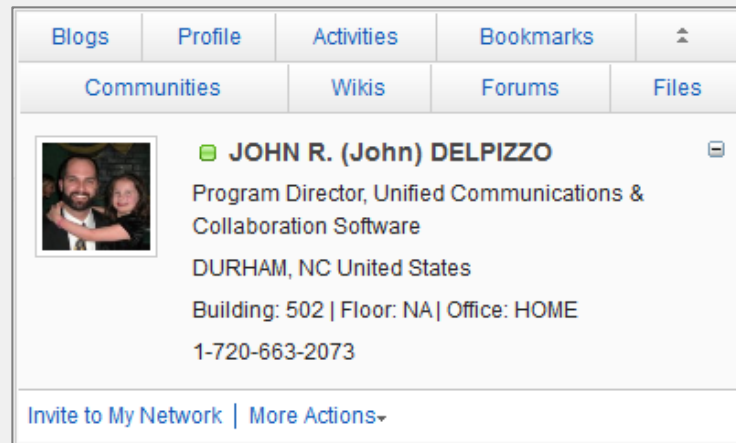 Blogs Profile Activities Bookmarks
Communities Wikis Forums Files
JOHN R. (John) DELPIZZO
Program Director, Unified Communications &
Collaboration Software
DURHAM, NC United States
Building: 502 | Floor: NA | Office: HOME
1-720-663-2073
Invite to My Network | More Actions